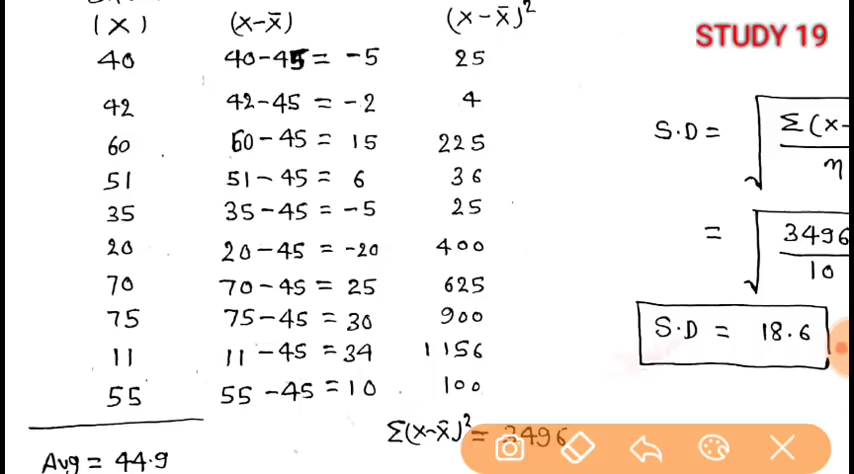 (X) (x-x̄) (x-x̄)² STUDY 19
40 40-45 = -5 25
42 42-45 = -2 4
60 60-45 = 15 225
51 51-45 = 6 36
35 35-45 = -5 25
20 20-45 = -20 400
70 70-45 = 25 625
75 75-45 = 30 900
11 11-45 = 34 1156
55 55-45 = 10 100
Σ(x-x̄)² = 3496
Avg = 44.9
S.D = √ Σ(x- / n
= √ 3496 / 10
S.D = 18.6